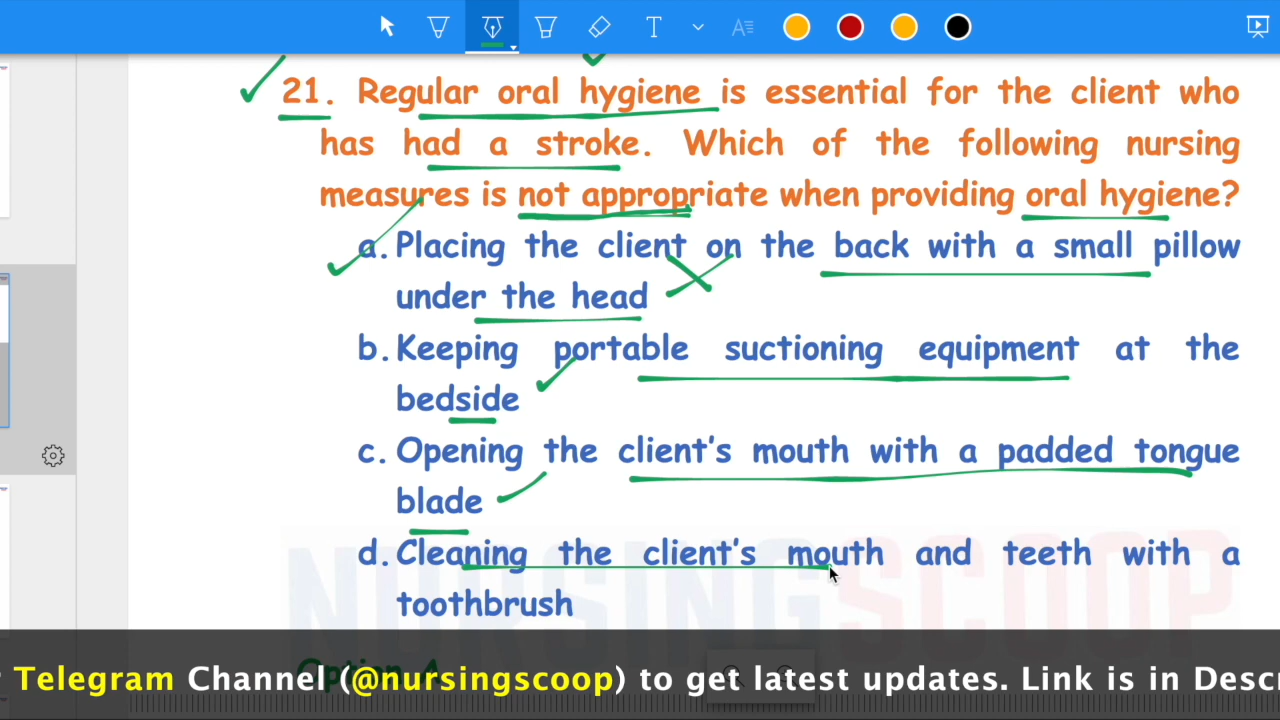 21. Regular oral hygiene is essential for the client who
has had a stroke. Which of the following nursing
measures is not appropriate when providing oral hygiene?
a. Placing the client on the back with a small pillow
under the head
b. Keeping portable suctioning equipment at the
bedside
c. Opening the client's mouth with a padded tongue
blade
d. Cleaning the client's mouth and teeth with a
toothbrush
NURSINGSCOOP
Option A
Telegram Channel (@nursingscoop) to get latest updates. Link is in Descr